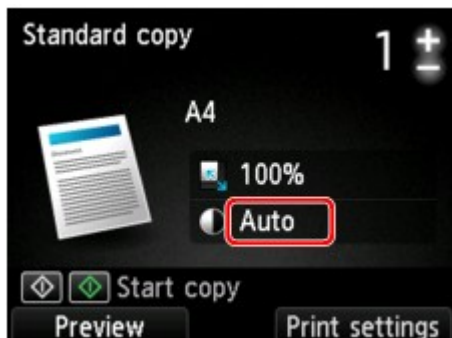 Standard copy
1 +
−
A4
100%
Auto
Start copy
Preview
Print settings